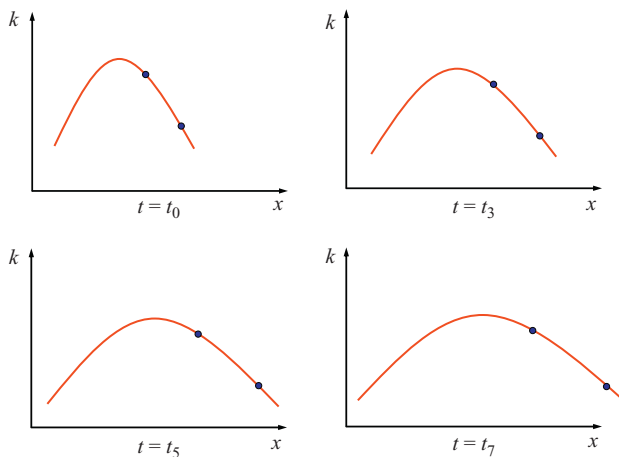 k
x
t = t₀
k
x
t = t₃
k
x
t = t₅
k
x
t = t₇